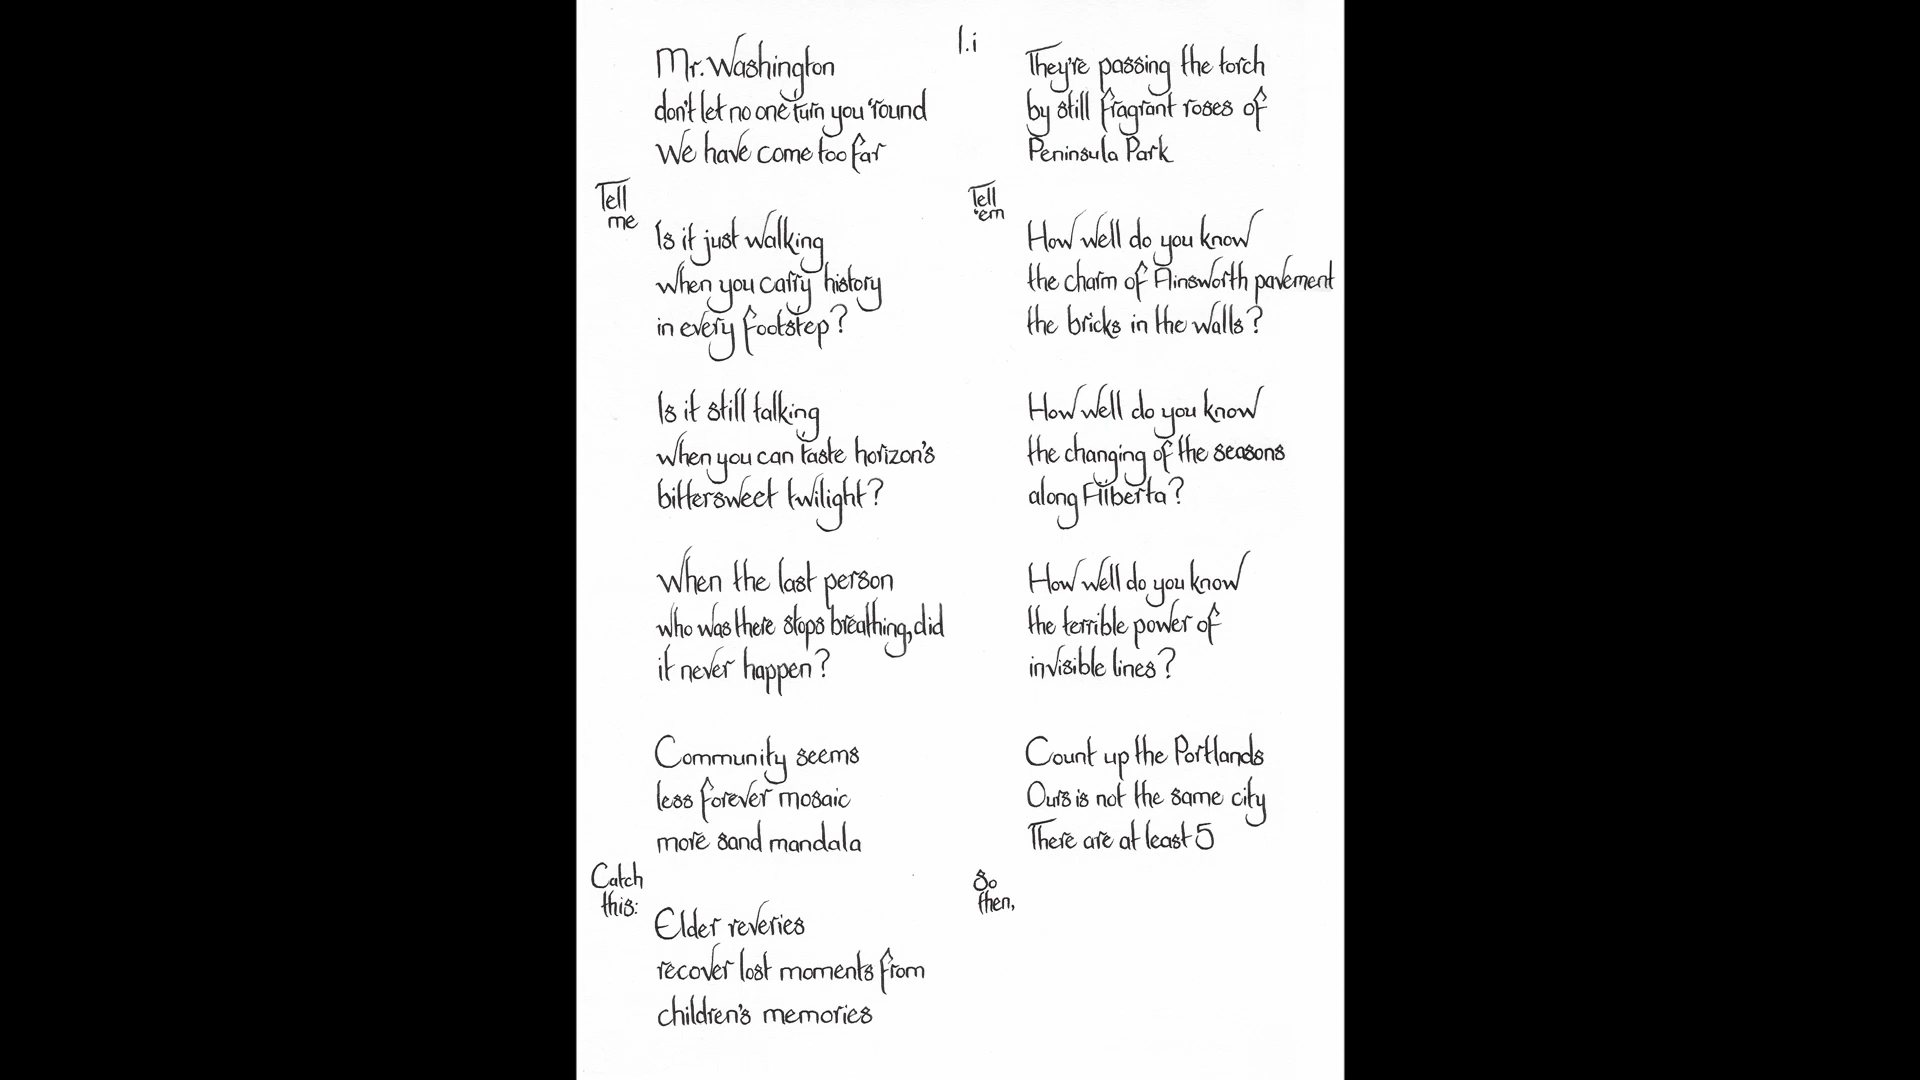 1.i
Mr. Washington
don't let no one turn you 'round
We have come too far
Tell
me
Is it just walking
when you carry history
in every footstep?
Is it still talking
when you can taste horizon's
bittersweet twilight?
When the last person
who was there stops breathing, did
it never happen?
Community seems
less forever mosaic
more sand mandala
Catch
this:
Elder reveries
recover lost moments from
children's memories
They're passing the torch
by still fragrant roses of
Peninsula Park
Tell
'em
How well do you know
the charm of Ainsworth pavement
the bricks in the walls?
How well do you know
the changing of the seasons
along Alberta?
How well do you know
the terrible power of
invisible lines?
Count up the Portlands
Ours is not the same city
There are at least 5
So
then,